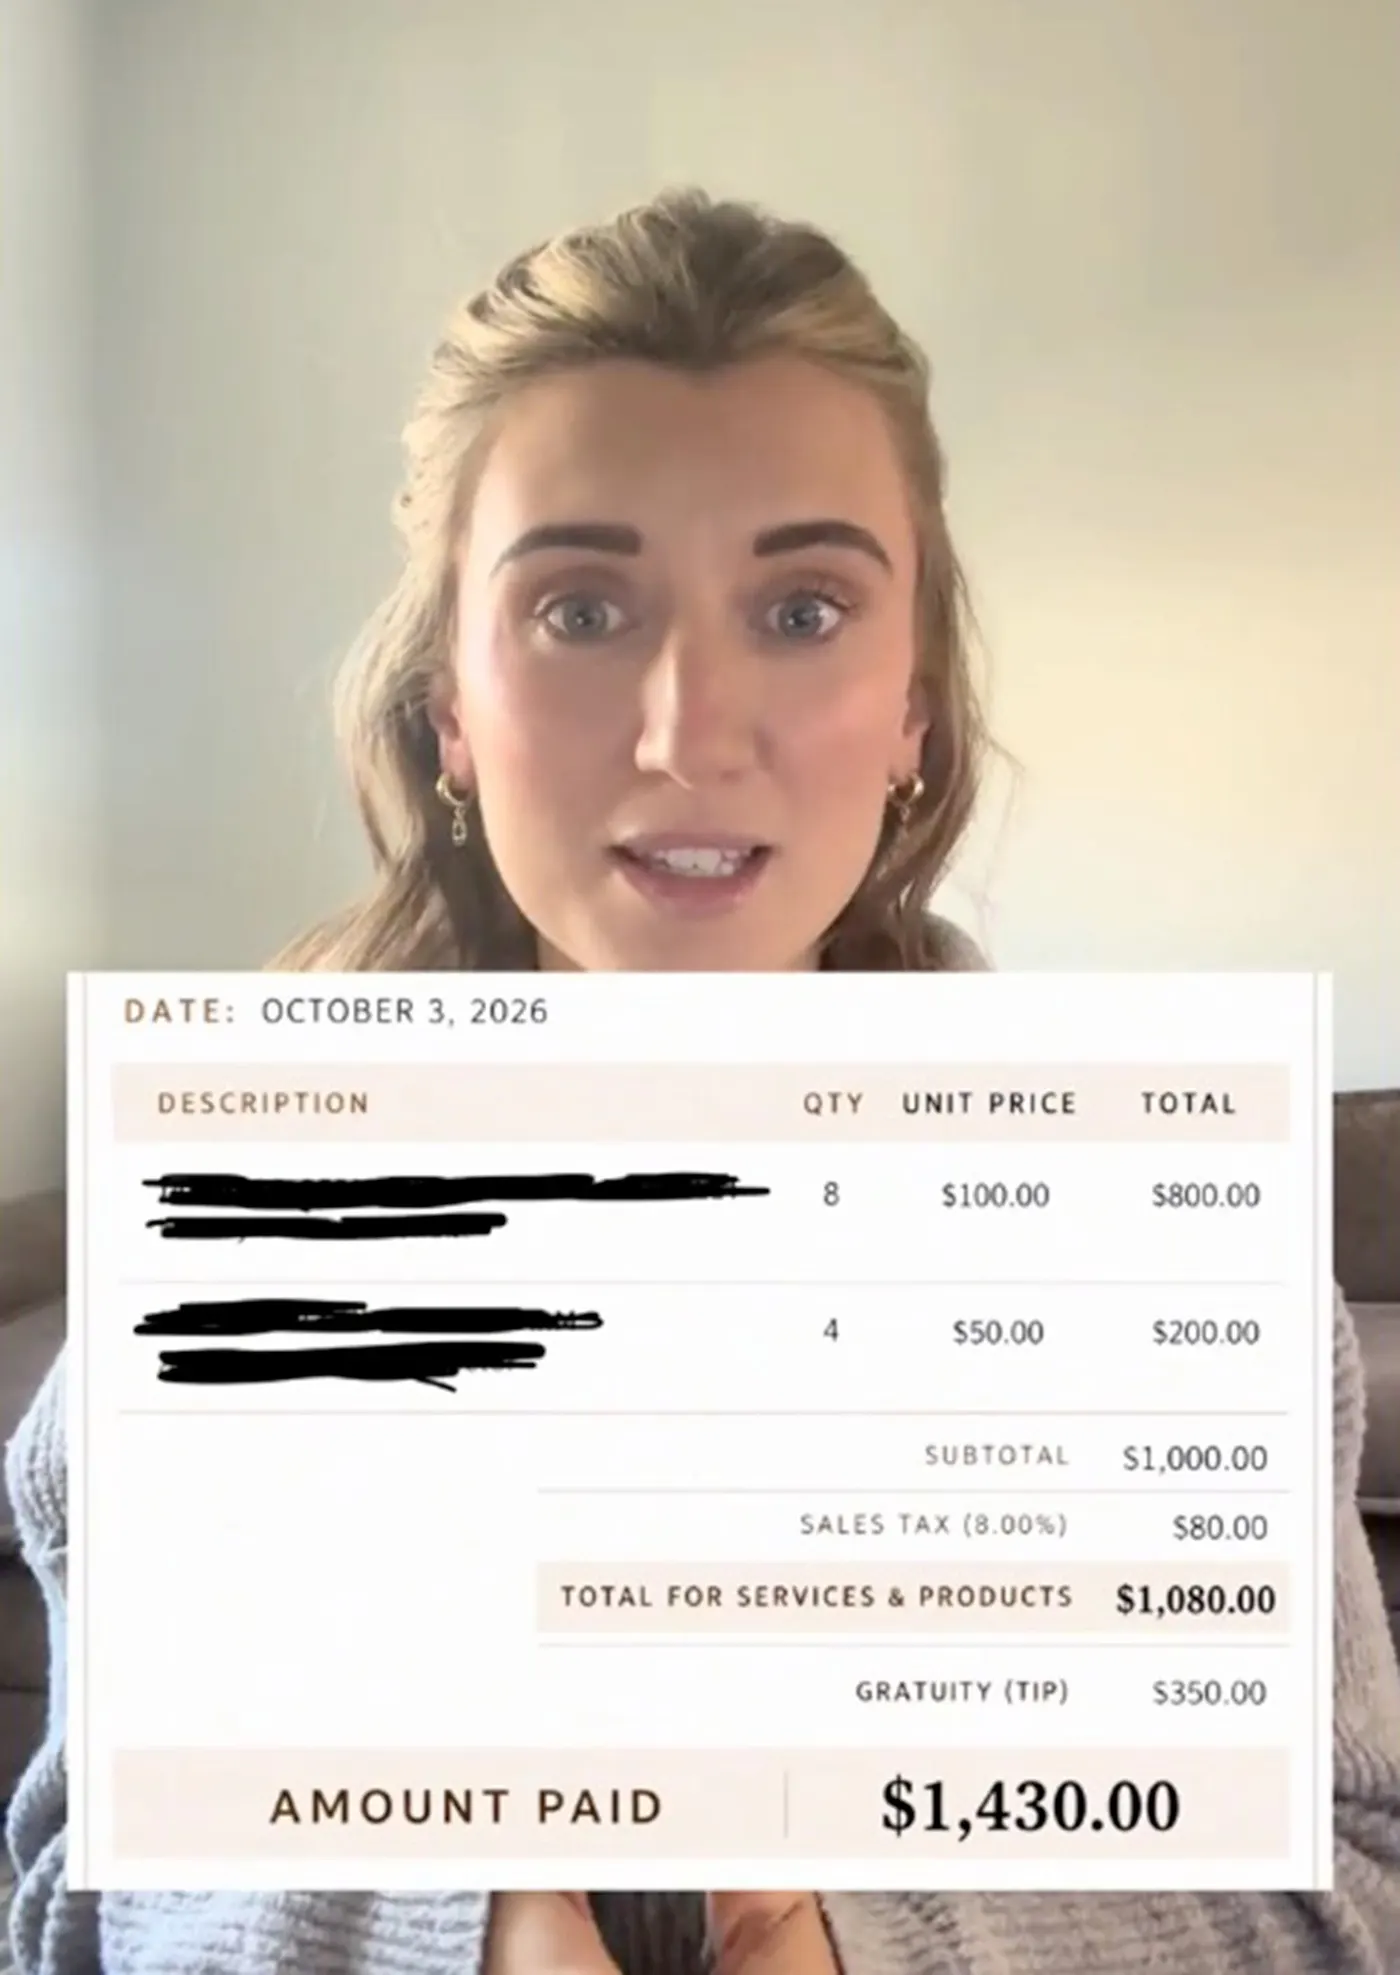 DATE: OCTOBER 3, 2026
DESCRIPTION QTY UNIT PRICE TOTAL
8 $100.00 $800.00
4 $50.00 $200.00
SUBTOTAL $1,000.00
SALES TAX (8.00%) $80.00
TOTAL FOR SERVICES & PRODUCTS $1,080.00
GRATUITY (TIP) $350.00
AMOUNT PAID $1,430.00